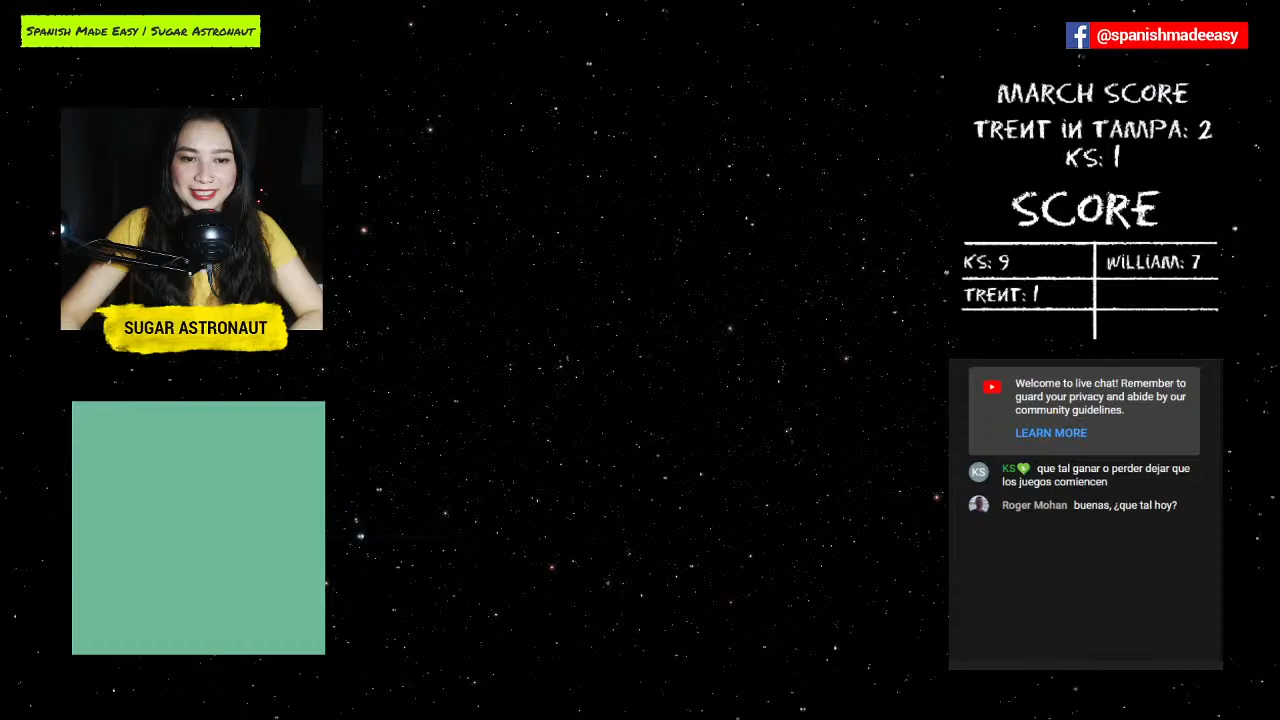 Spanish Made Easy | Sugar Astronaut
@spanishmadeeasy
MARCH SCORE
TRENT IN TAMPA: 2
KS: 1
SCORE
KS: 9
WILLIAM: 7
TRENT: 1
SUGAR ASTRONAUT
Welcome to live chat! Remember to
guard your privacy and abide by our
community guidelines.
LEARN MORE
KS que tal ganar o perder dejar que
los juegos comiencen
Roger Mohan buenas, ¿que tal hoy?